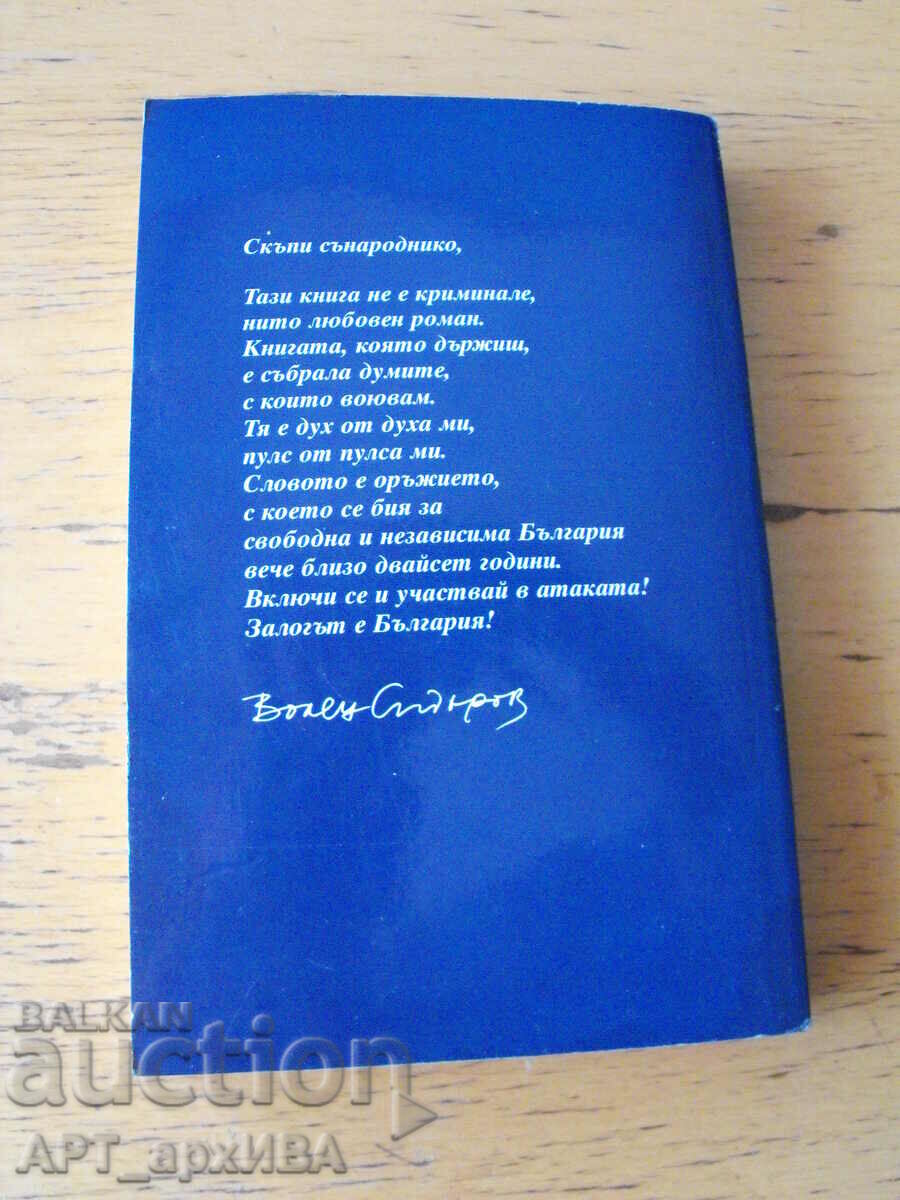 Скъпи сънароднико,
Тази книга не е криминале,
нито любовен роман.
Книгата, която държиш,
е събрала думите,
с които воювам.
Тя е дух от духа ми,
пулс от пулса ми.
Словото е оръжието,
с което се бия за
свободна и независима България
вече близо двайсет години.
Включи се и участвай в атаката!
Залогът е България!
Волен Сидеров
BALKAN
auction
АРТ_архИВА